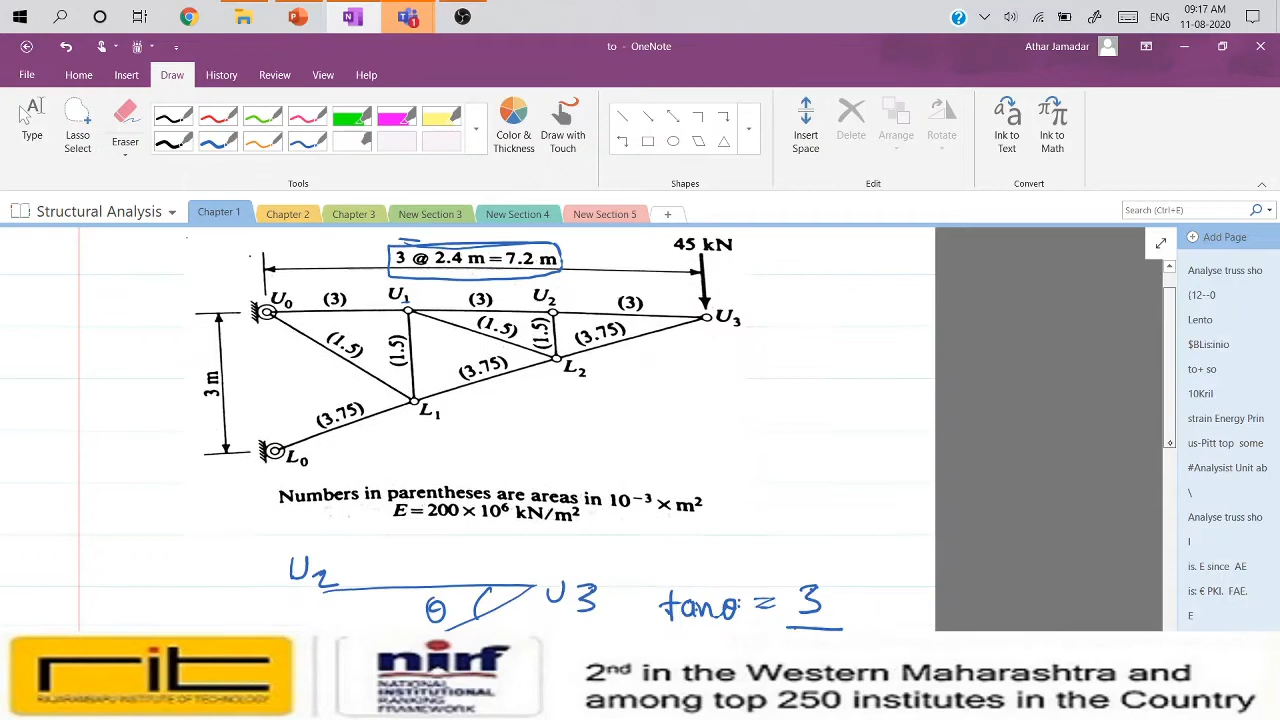 09:17 AM
11-08-2020
to - OneNote
Athar Jamadar
File
Home
Insert
Draw
History
Review
View
Help
Type
Lasso
Select
Eraser
Color &
Thickness
Draw with
Touch
Insert
Space
Delete
Arrange
Rotate
Ink to
Text
Ink to
Math
Tools
Shapes
Edit
Convert
Structural Analysis
Chapter 1
Chapter 2
Chapter 3
New Section 3
New Section 4
New Section 5
+
Search (Ctrl+E)
Add Page
Analyse truss sho
(12--0
Lento
$BLisinio
to+ so
10Kril
strain Energy Prin
us-Pitt top some
#Analysist Unit ab
\
Analyse truss sho
I
is. E since AE
is: € PKI. FAE.
E
3 @ 2.4 m = 7.2 m
45 kN
U0 (3) U1 (3) U2 (3) U3
(1.5) (1.5) (1.5) (1.5) (3.75)
3 m
(3.75) L2
(3.75) L1
L0
Numbers in parentheses are areas in 10⁻³ × m²
E = 200 × 10⁶ kN/m²
U2
θ U3 tanθ = 3
rit
RAJARAMBAPU INSTITUTE OF TECHNOLOGY
nirf
NATIONAL
INSTITUTIONAL
RANKING
FRAMEWORK
2nd in the Western Maharashtra and
among top 250 institutes in the Country